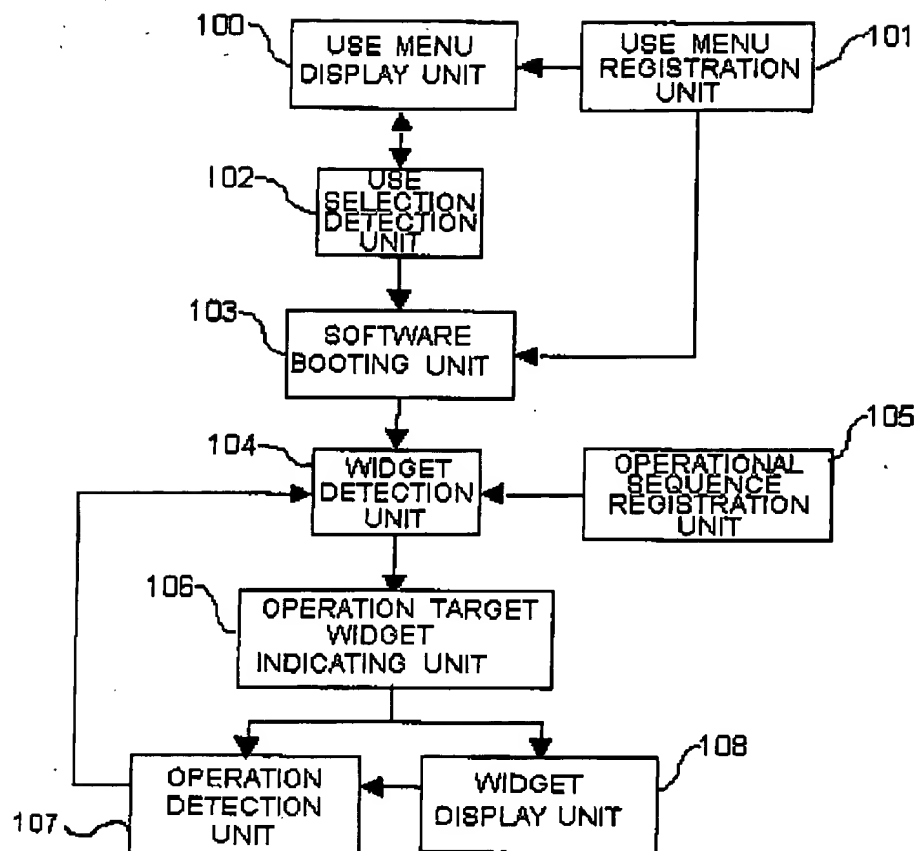 100
USE MENU
DISPLAY UNIT
USE MENU
REGISTRATION
UNIT
101
102
USE
SELECTION
DETECTION
UNIT
103
SOFTWARE
BOOTING UNIT
104
WIDGET
DETECTION
UNIT
105
OPERATIONAL
SEQUENCE
REGISTRATION
UNIT
106
OPERATION TARGET
WIDGET
INDICATING UNIT
107
OPERATION
DETECTION
UNIT
108
WIDGET
DISPLAY UNIT